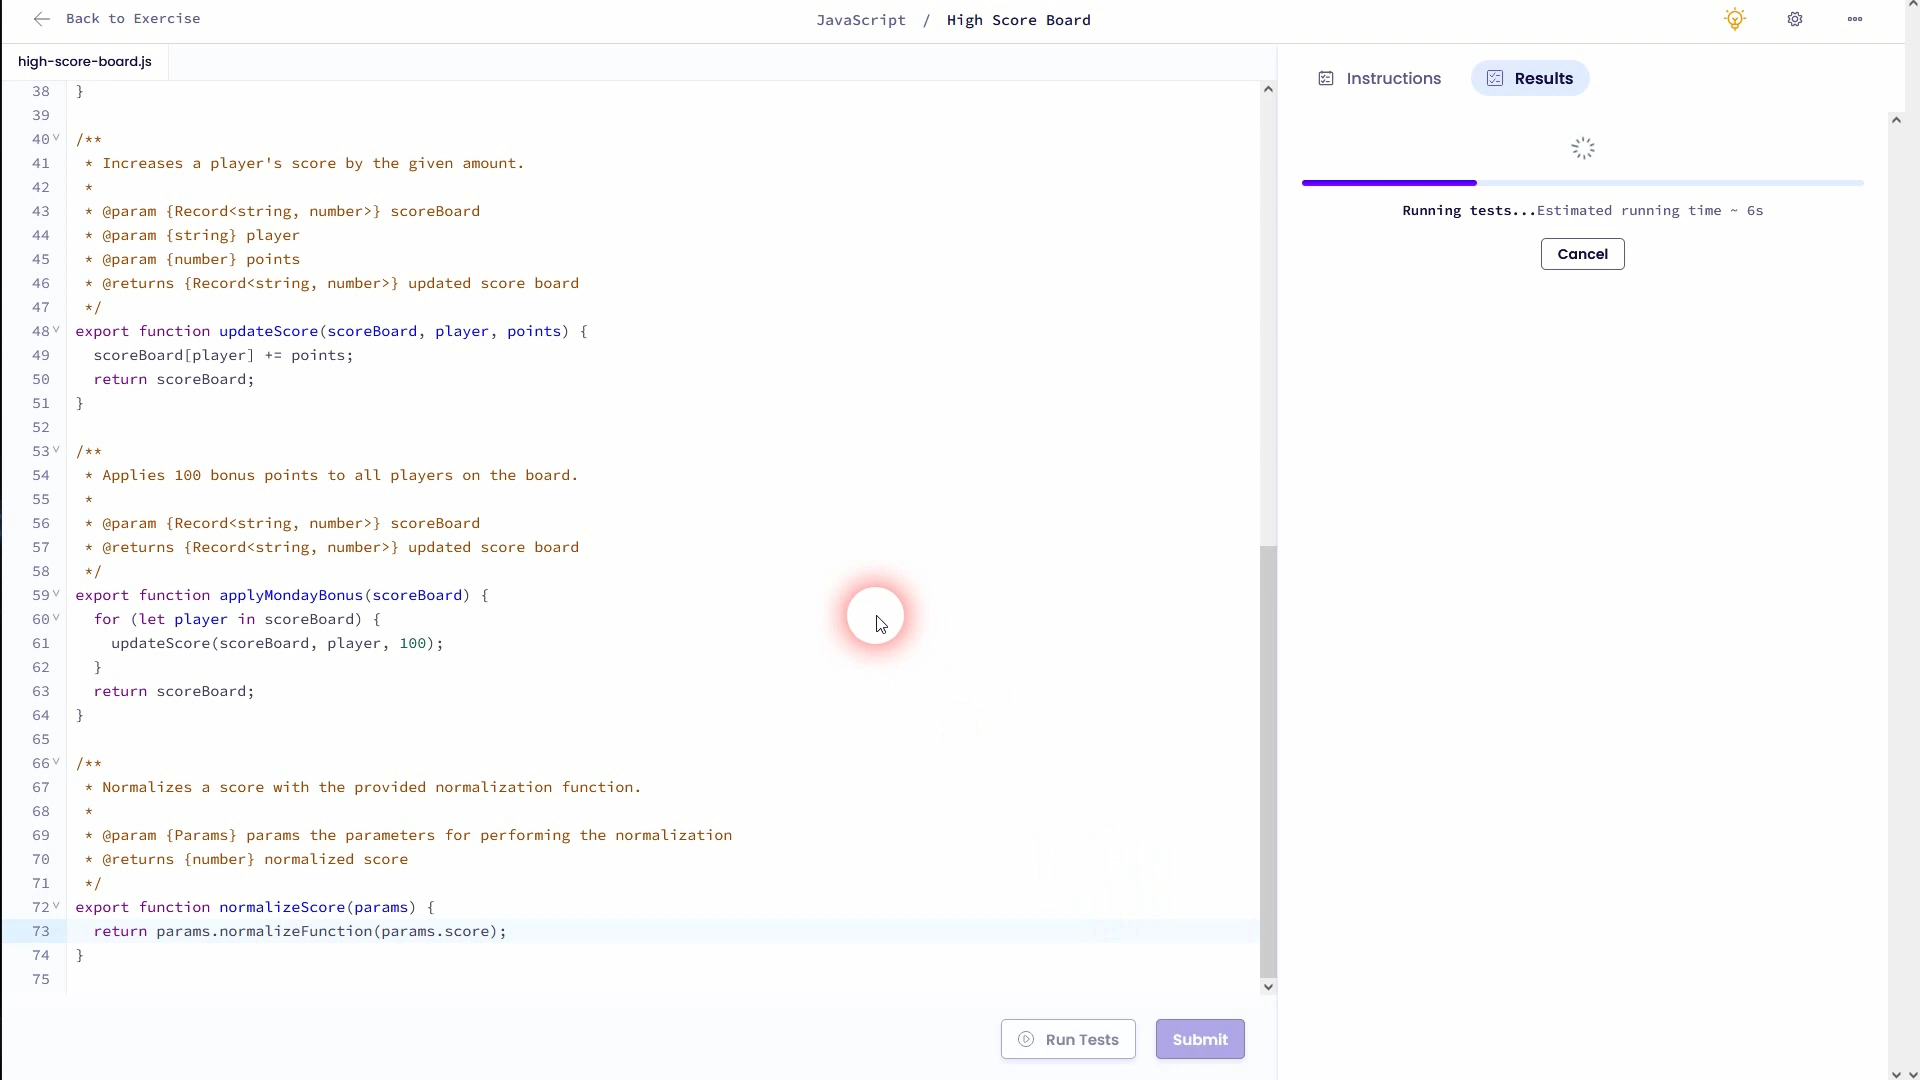 Back to Exercise
JavaScript / High Score Board
high-score-board.js
Instructions
Results
38 }
39
40 /**
41 * Increases a player's score by the given amount.
42 *
43 * @param {Record<string, number>} scoreBoard
44 * @param {string} player
45 * @param {number} points
46 * @returns {Record<string, number>} updated score board
47 */
48 export function updateScore(scoreBoard, player, points) {
49 scoreBoard[player] += points;
50 return scoreBoard;
51 }
52
53 /**
54 * Applies 100 bonus points to all players on the board.
55 *
56 * @param {Record<string, number>} scoreBoard
57 * @returns {Record<string, number>} updated score board
58 */
59 export function applyMondayBonus(scoreBoard) {
60 for (let player in scoreBoard) {
61 updateScore(scoreBoard, player, 100);
62 }
63 return scoreBoard;
64 }
65
66 /**
67 * Normalizes a score with the provided normalization function.
68 *
69 * @param {Params} params the parameters for performing the normalization
70 * @returns {number} normalized score
71 */
72 export function normalizeScore(params) {
73 return params.normalizeFunction(params.score);
74 }
75
Running tests...Estimated running time ~ 6s
Cancel
Run Tests
Submit